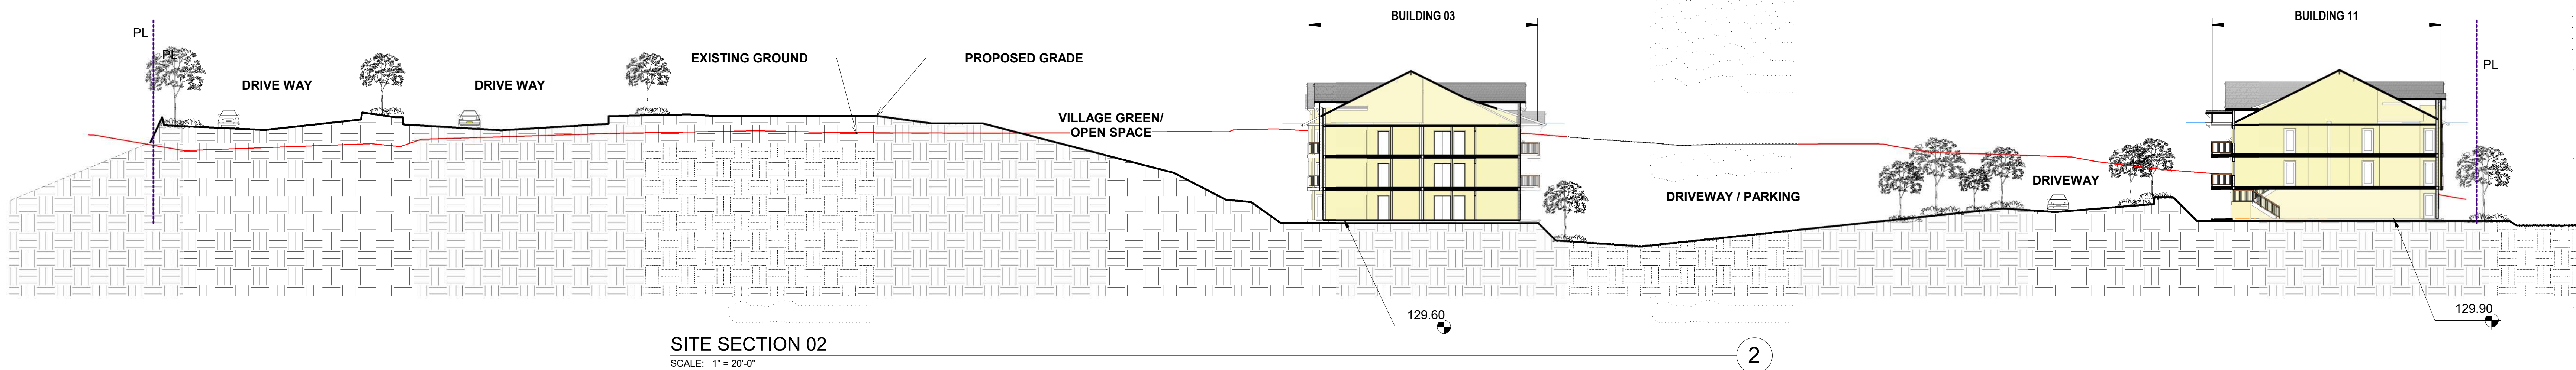 BUILDING 03
BUILDING 11
PL
PL
DRIVE WAY
DRIVE WAY
EXISTING GROUND
PROPOSED GRADE
PL
VILLAGE GREEN/
OPEN SPACE
DRIVEWAY / PARKING
DRIVEWAY
129.60
129.90
SITE SECTION 02
SCALE: 1" = 20'-0"
2